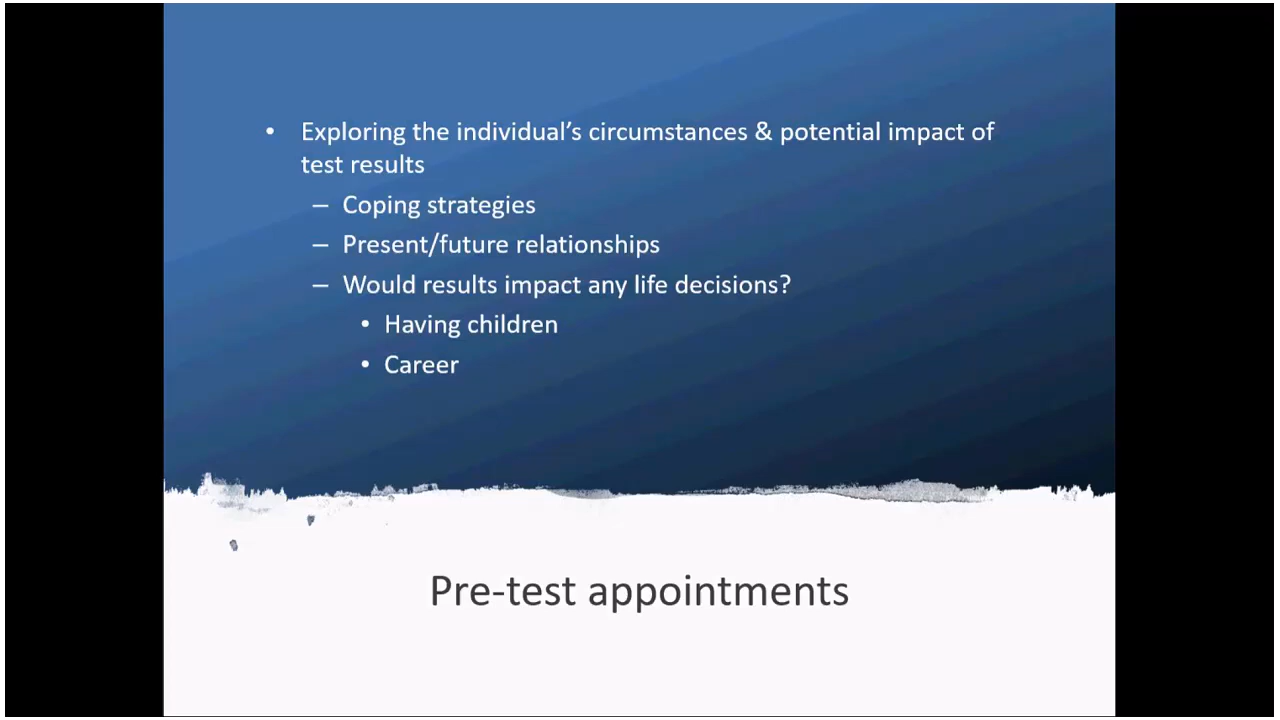 • Exploring the individual’s circumstances & potential impact of
test results
– Coping strategies
– Present/future relationships
– Would results impact any life decisions?
• Having children
• Career
Pre-test appointments